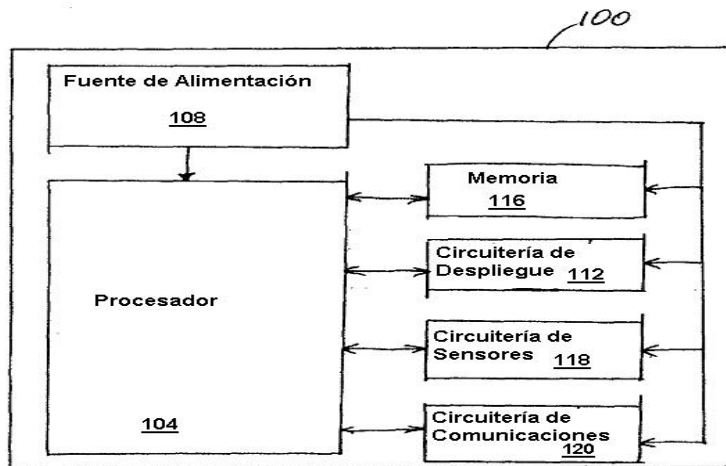 100
Fuente de Alimentación
108
Memoria
116
Circuitería de
Despliegue 112
Procesador
Circuitería de
Sensores 118
104
Circuitería de
Comunicaciones
120